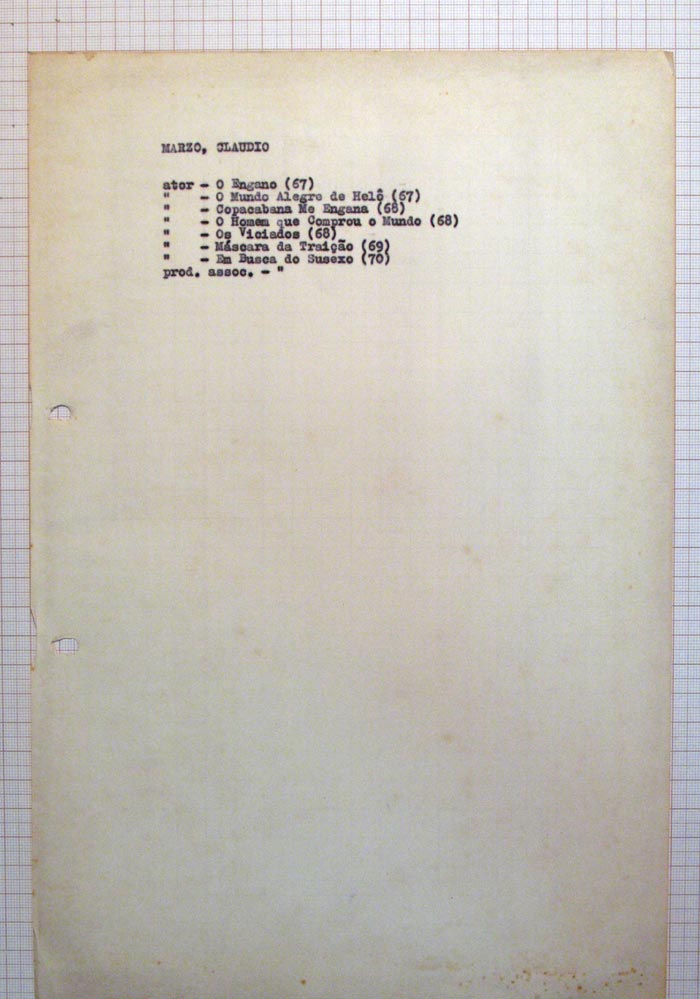 MARZO, CLAUDIO
ator - O Engano (67)
" - O Mundo Alegre de Helô (67)
" - Copacabana Me Engana (68)
" - O Homem que Comprou o Mundo (68)
" - Os Viciados (68)
" - Máscara da Traição (69)
" - Em Busca do Susexo (70)
prod. assoc. - "